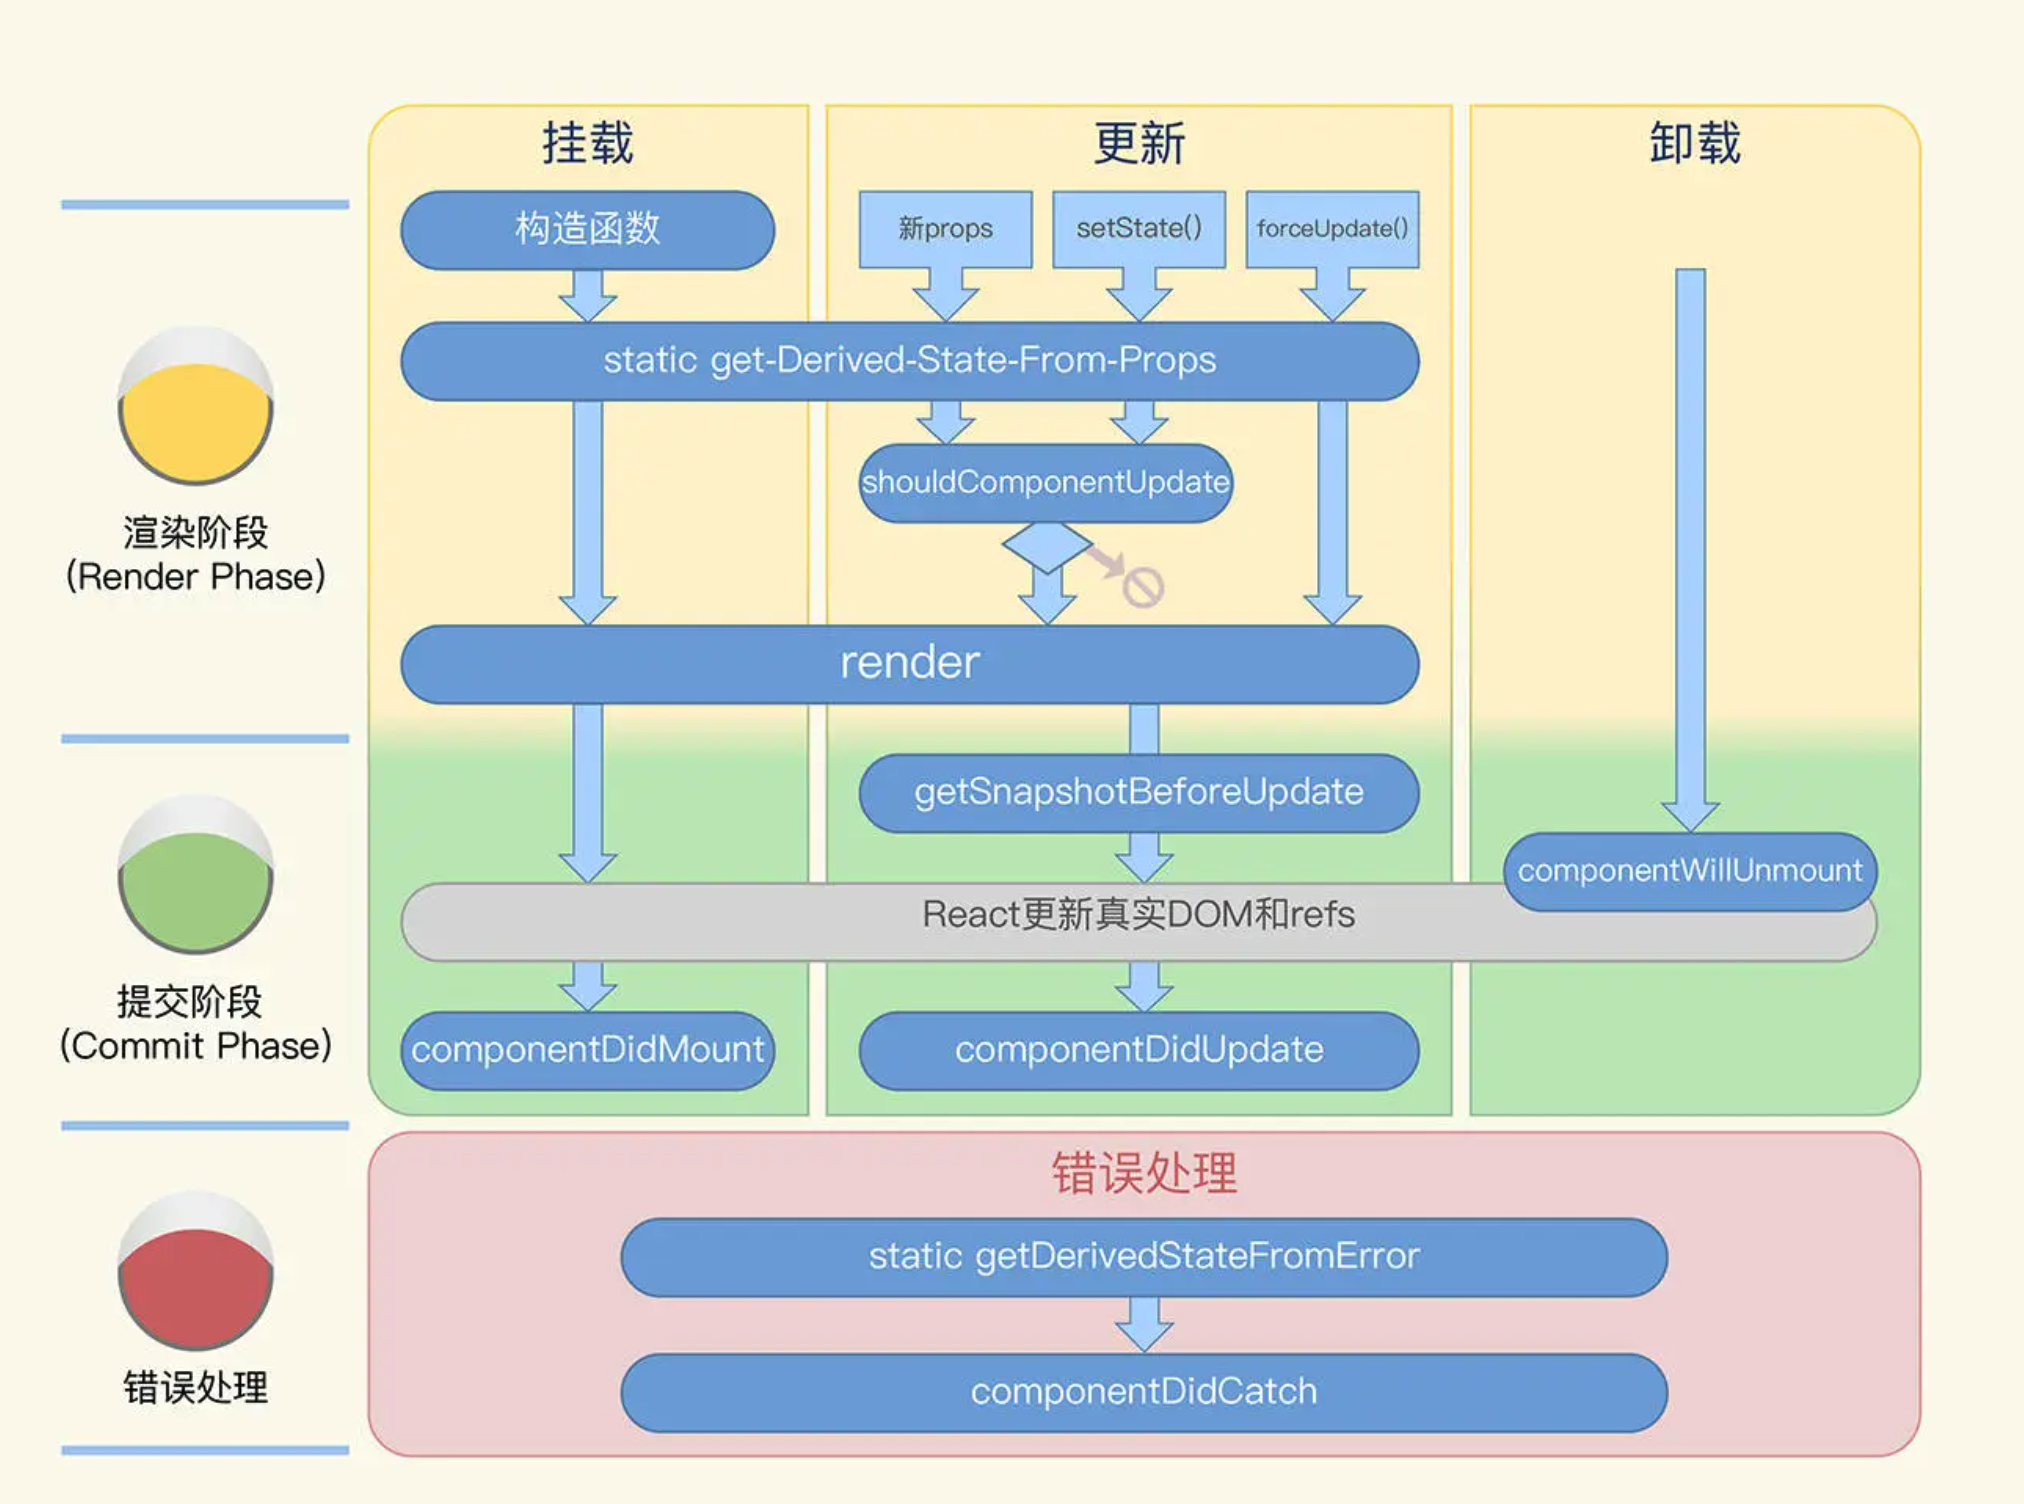 挂载
更新
卸载
构造函数
新props
setState()
forceUpdate()
static get-Derived-State-From-Props
shouldComponentUpdate
渲染阶段
(Render Phase)
render
getSnapshotBeforeUpdate
componentWillUnmount
React更新真实DOM和refs
提交阶段
(Commit Phase)
componentDidMount
componentDidUpdate
错误处理
static getDerivedStateFromError
componentDidCatch
错误处理